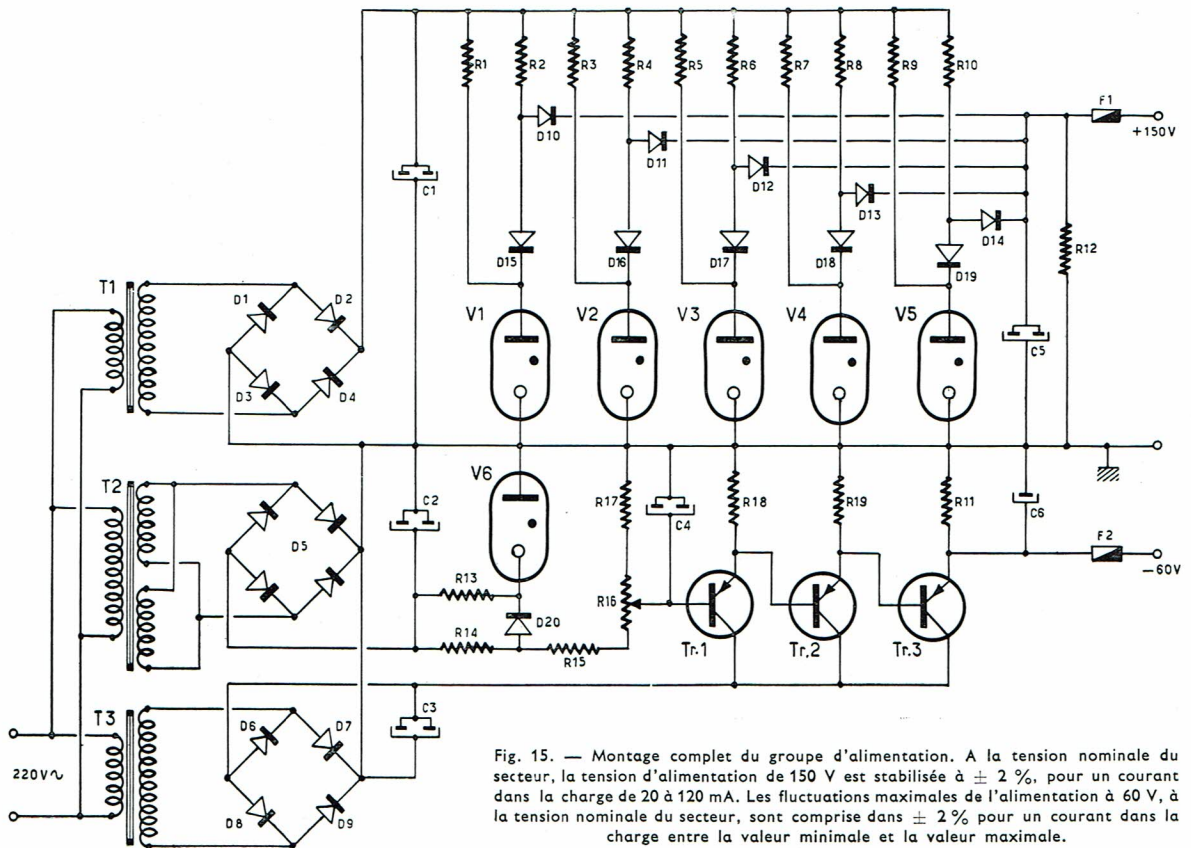 R1 R2 R3 R4 R5 R6 R7 R8 R9 R10
F1
+150V
D10
D11
D12
D13
D14
C1
R12
D15 D16 D17 D18 D19
T1
D1 D2
D3 D4
V1 V2 V3 V4 V5
C5
T2
D5
C2
V6
R17
C4
R18 R19 R11
C6
F2
−60V
R13
R16
D20
R14
R15
Tr.1 Tr.2 Tr.3
T3
D6 D7
C3
220V∿
D8 D9
Fig. 15. — Montage complet du groupe d'alimentation. A la tension nominale du
secteur, la tension d'alimentation de 150 V est stabilisée à ± 2 %, pour un courant
dans la charge de 20 à 120 mA. Les fluctuations maximales de l'alimentation à 60 V, à
la tension nominale du secteur, sont comprise dans ± 2 % pour un courant dans la
charge entre la valeur minimale et la valeur maximale.